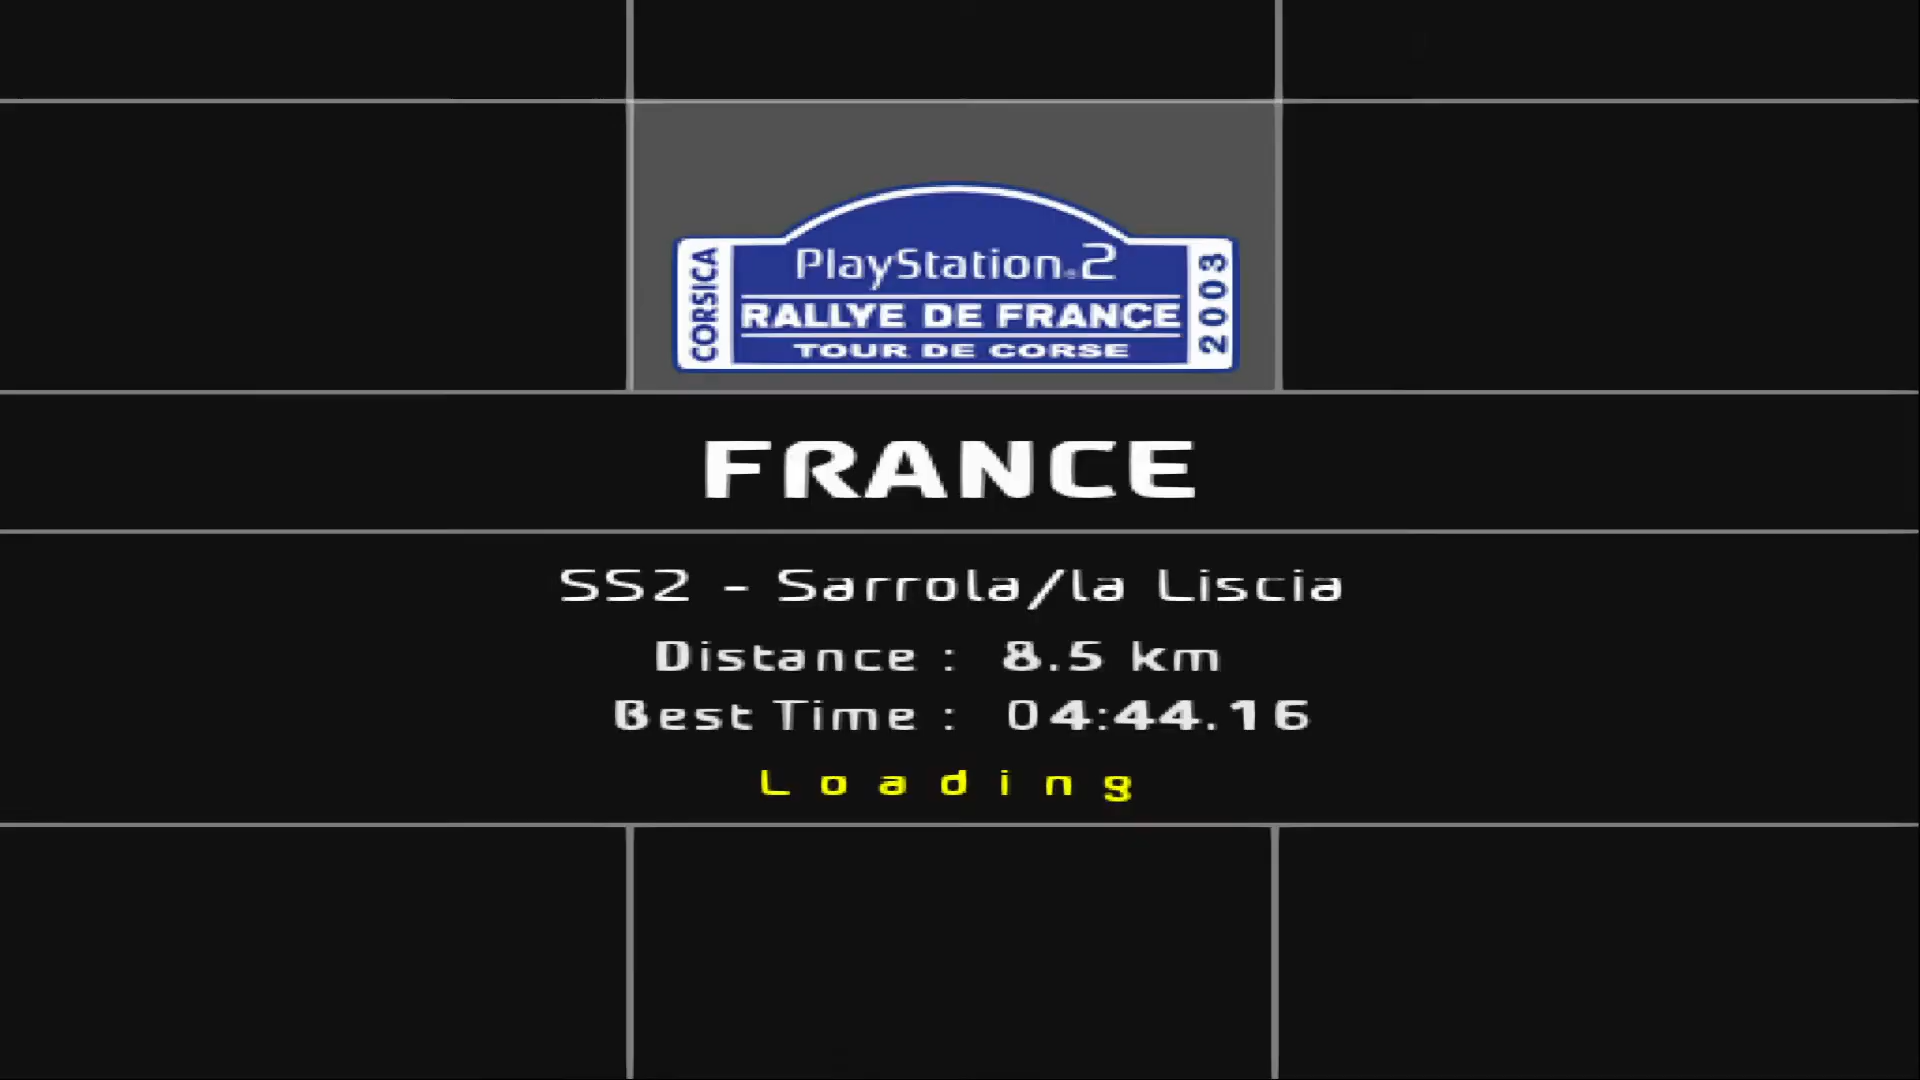 PlayStation®2
CORSICA
RALLYE DE FRANCE
2003
TOUR DE CORSE
FRANCE
SS2 - Sarrola/la Liscia
Distance : 8.5 km
Best Time : 04:44.16
Loading